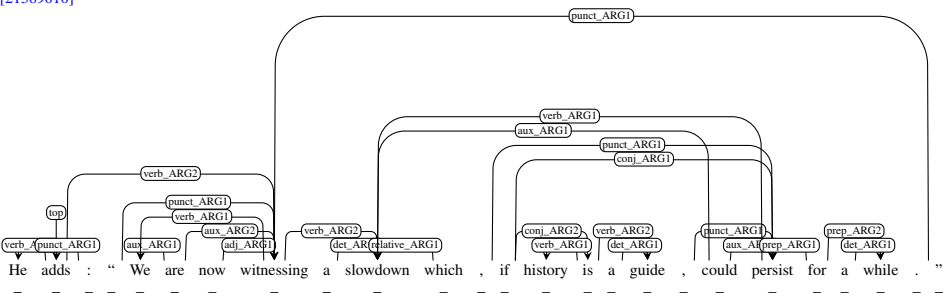 punct_ARG1
verb_ARG1
aux_ARG1
punct_ARG1
conj_ARG1
verb_ARG2
punct_ARG1
top
verb_ARG1
aux_ARG2 verb_ARG2 conj_ARG2 verb_ARG2 punct_ARG1 prep_ARG2
punct_ARG1 aux_ARG1 adj_ARG1 relative_ARG1 verb_ARG1 det_ARG1 prep_ARG1 det_ARG1
He adds : “ We are now witnessing a slowdown which , if history is a guide , could persist for a while . ”